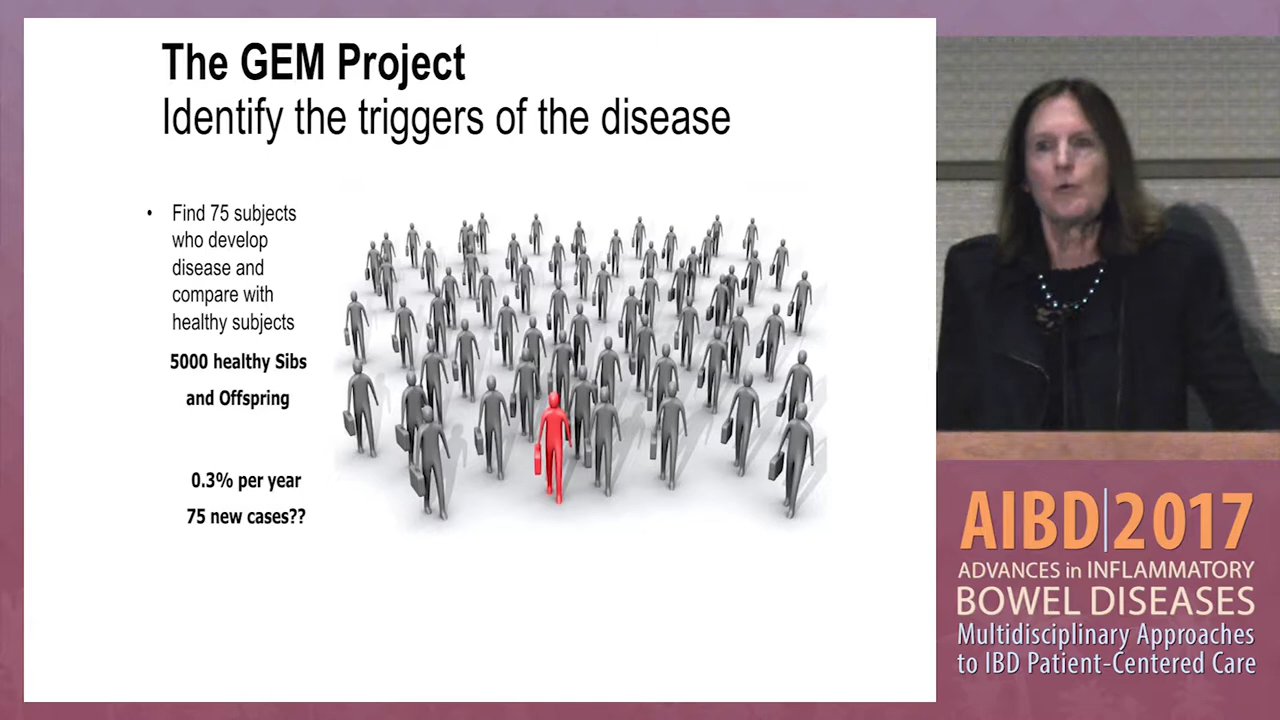 The GEM Project
Identify the triggers of the disease
• Find 75 subjects
who develop
disease and
compare with
healthy subjects
5000 healthy Sibs
and Offspring
0.3% per year
75 new cases??
AIBD|2017
ADVANCES in INFLAMMATORY
BOWEL DISEASES
Multidisciplinary Approaches
to IBD Patient-Centered Care